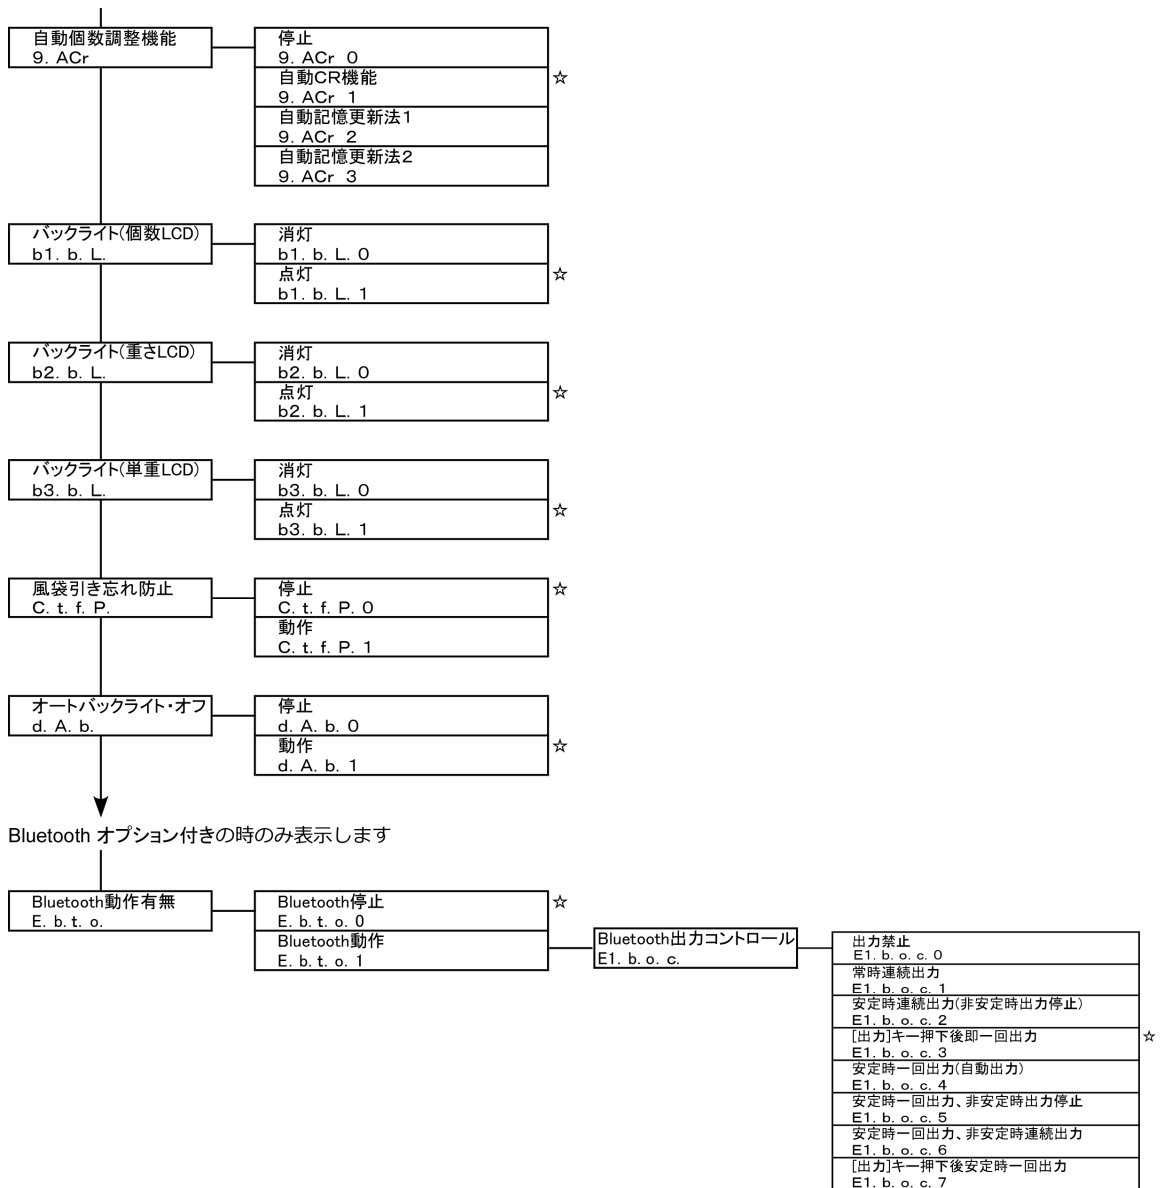 自動個数調整機能
9. ACr
停止
9. ACr 0
自動CR機能
☆
9. ACr 1
自動記憶更新法1
9. ACr 2
自動記憶更新法2
9. ACr 3
バックライト(個数LCD)
b1. b. L.
消灯
b1. b. L. 0
点灯
☆
b1. b. L. 1
バックライト(重さLCD)
b2. b. L.
消灯
b2. b. L. 0
点灯
☆
b2. b. L. 1
バックライト(単重LCD)
b3. b. L.
消灯
b3. b. L. 0
点灯
☆
b3. b. L. 1
風袋引き忘れ防止
C. t. f. P.
停止
☆
C. t. f. P. 0
動作
C. t. f. P. 1
オートバックライト・オフ
d. A. b.
停止
d. A. b. 0
動作
☆
d. A. b. 1
Bluetooth オプション付きの時のみ表示します
Bluetooth動作有無
E. b. t. o.
Bluetooth停止
☆
E. b. t. o. 0
Bluetooth動作
E. b. t. o. 1
Bluetooth出力コントロール
E1. b. o. c.
出力禁止
E1. b. o. c. 0
常時連続出力
E1. b. o. c. 1
安定時連続出力(非安定時出力停止)
E1. b. o. c. 2
[出力]キー押下後即一回出力
☆
E1. b. o. c. 3
安定時一回出力(自動出力)
E1. b. o. c. 4
安定時一回出力、非安定時出力停止
E1. b. o. c. 5
安定時一回出力、非安定時連続出力
E1. b. o. c. 6
[出力]キー押下後安定時一回出力
E1. b. o. c. 7